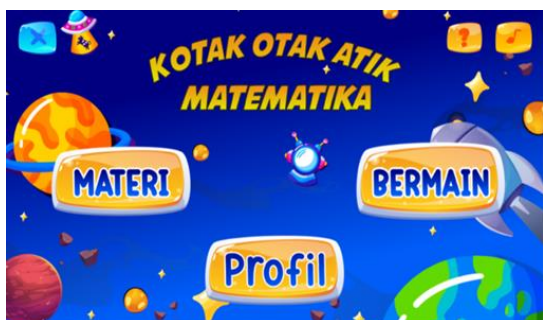 KOTAK OTAK ATIK
MATEMATIKA
MATERI
BERMAIN
Profil
?